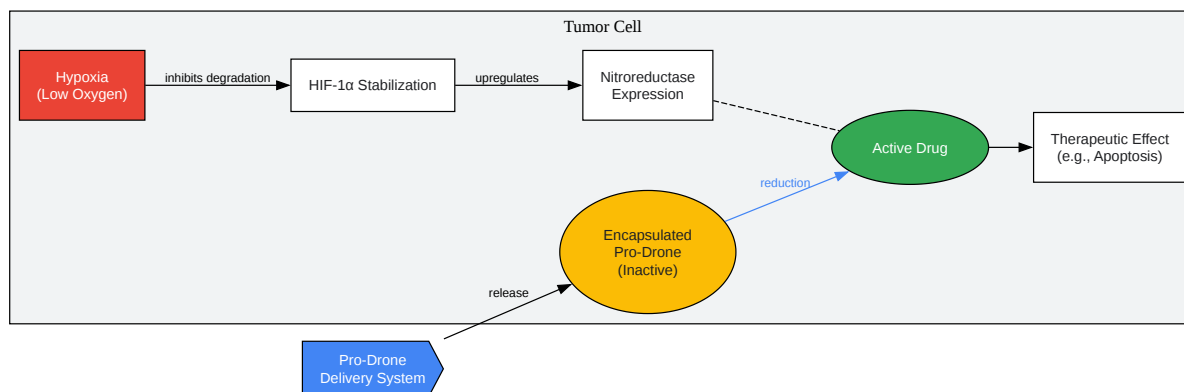 Tumor Cell
Hypoxia
(Low Oxygen)
inhibits degradation
HIF-1α Stabilization
upregulates
Nitroreductase
Expression
Active Drug
Therapeutic Effect
(e.g., Apoptosis)
reduction
Encapsulated
Pro-Drone
(Inactive)
release
Pro-Drone
Delivery System